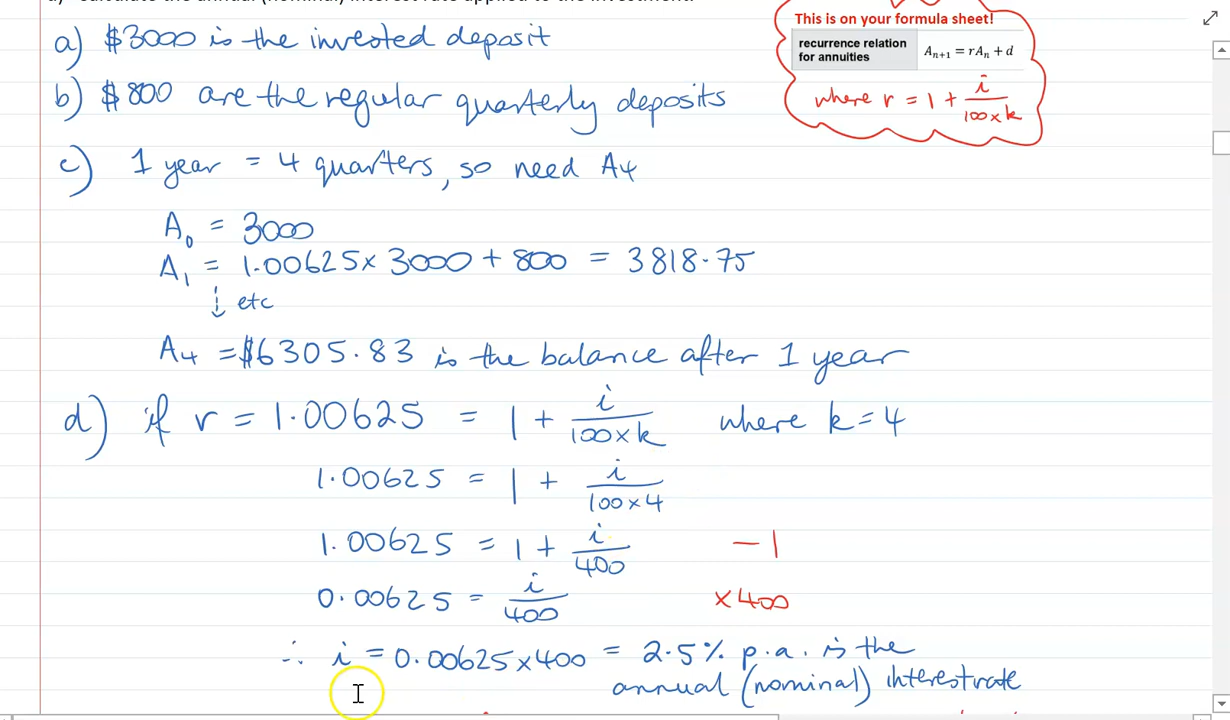 a) $3000 is the invested deposit
This is on your formula sheet!
recurrence relation
for annuities
Aₙ₊₁ = rAₙ + d
where r = 1 + i/(100×k)
b) $800 are the regular quarterly deposits
c) 1 year = 4 quarters, so need A₄
A₀ = 3000
A₁ = 1.00625× 3000 + 800 = 3818.75
↓ etc
A₄ = $6305.83 is the balance after 1 year
d) if r = 1.00625 = 1 + i/(100×k) where k = 4
1.00625 = 1 + i/(100×4)
1.00625 = 1 + i/400 −1
0.00625 = i/400 ×400
∴ i = 0.00625×400 = 2.5% p.a. is the
annual (nominal) interest rate